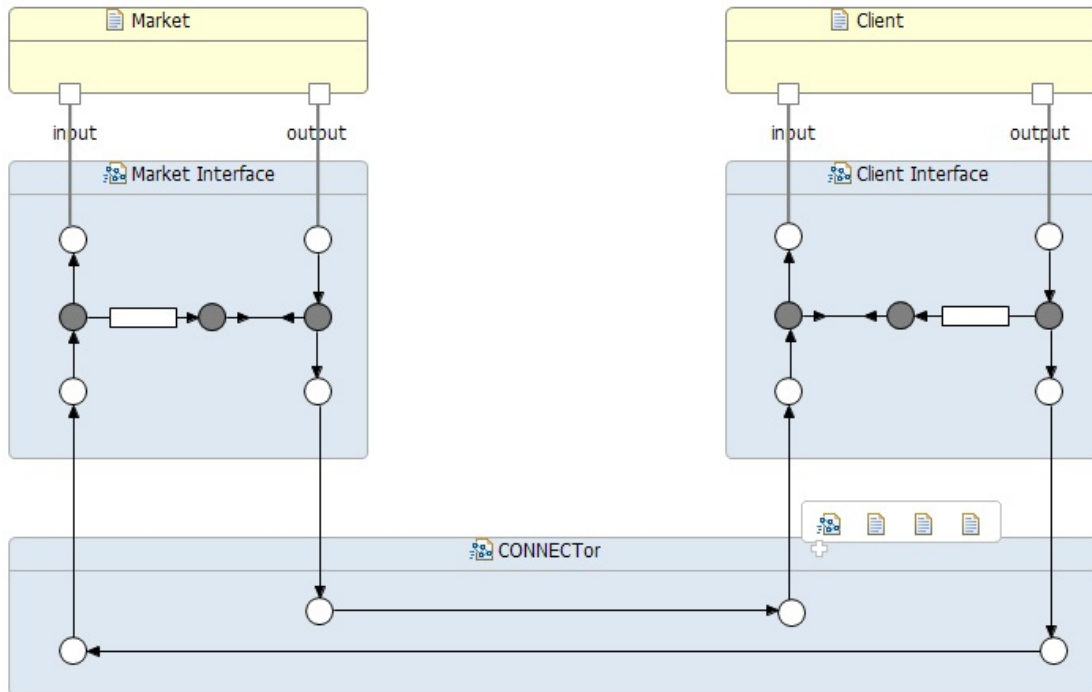 Market
Client
input
output
input
output
Market Interface
Client Interface
CONNECTor